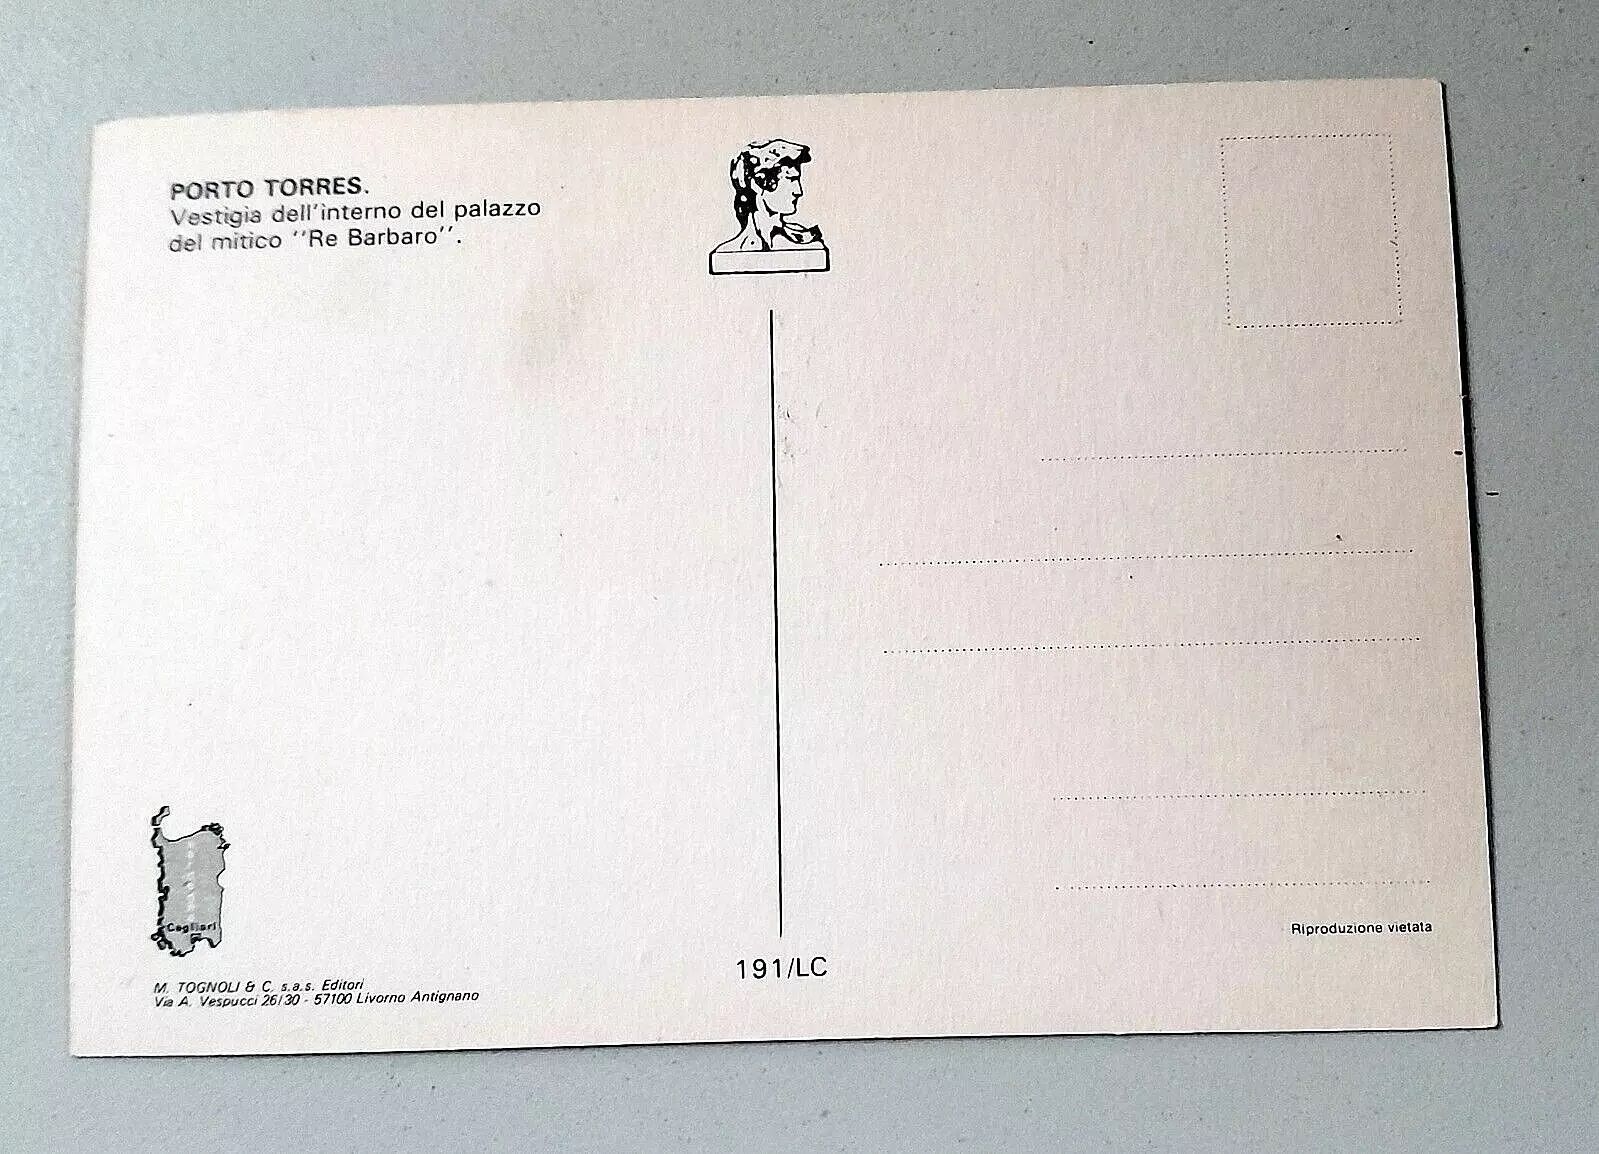 PORTO TORRES.
Vestigia dell'interno del palazzo
del mitico ''Re Barbaro''.
Cagliari
M. TOGNOLI & C. s.a.s. Editori
Via A. Vespucci 26/30 - 57100 Livorno Antignano
191/LC
Riproduzione vietata